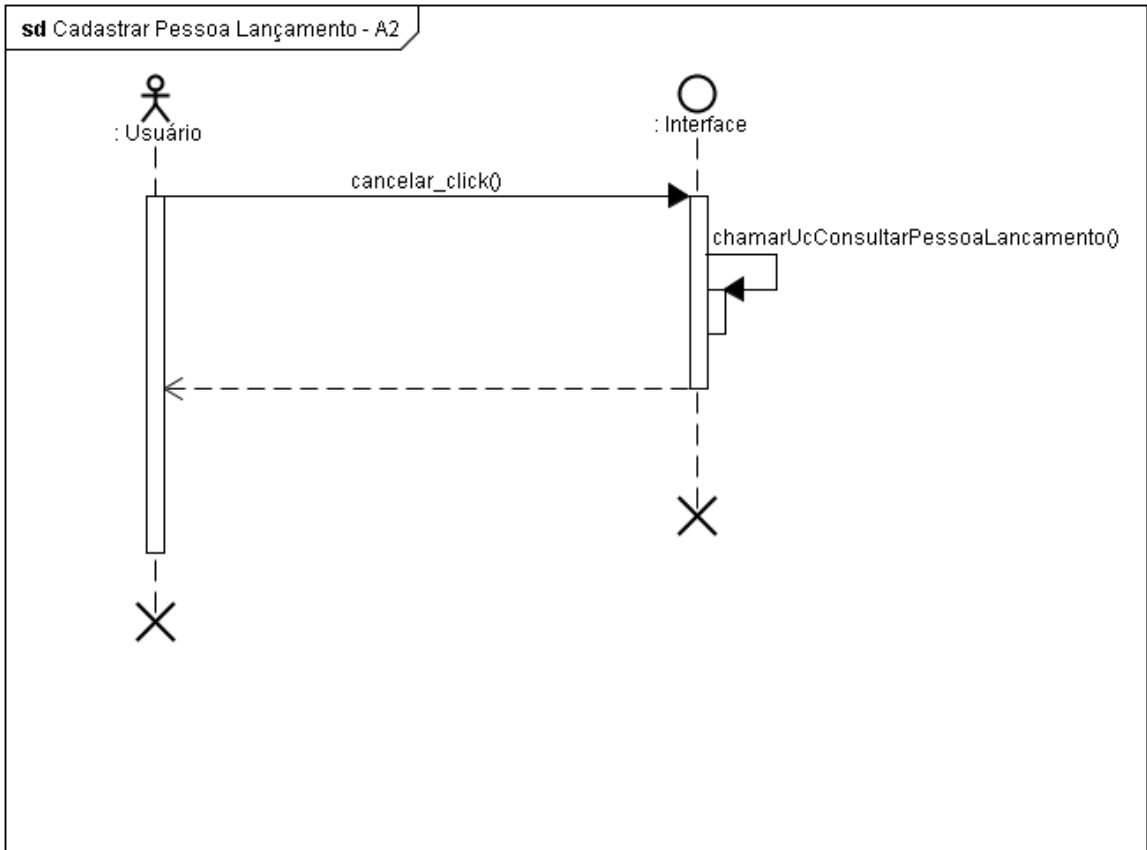 sd Cadastrar Pessoa Lançamento - A2
: Usuário
: Interface
cancelar_click()
chamarUcConsultarPessoaLancamento()